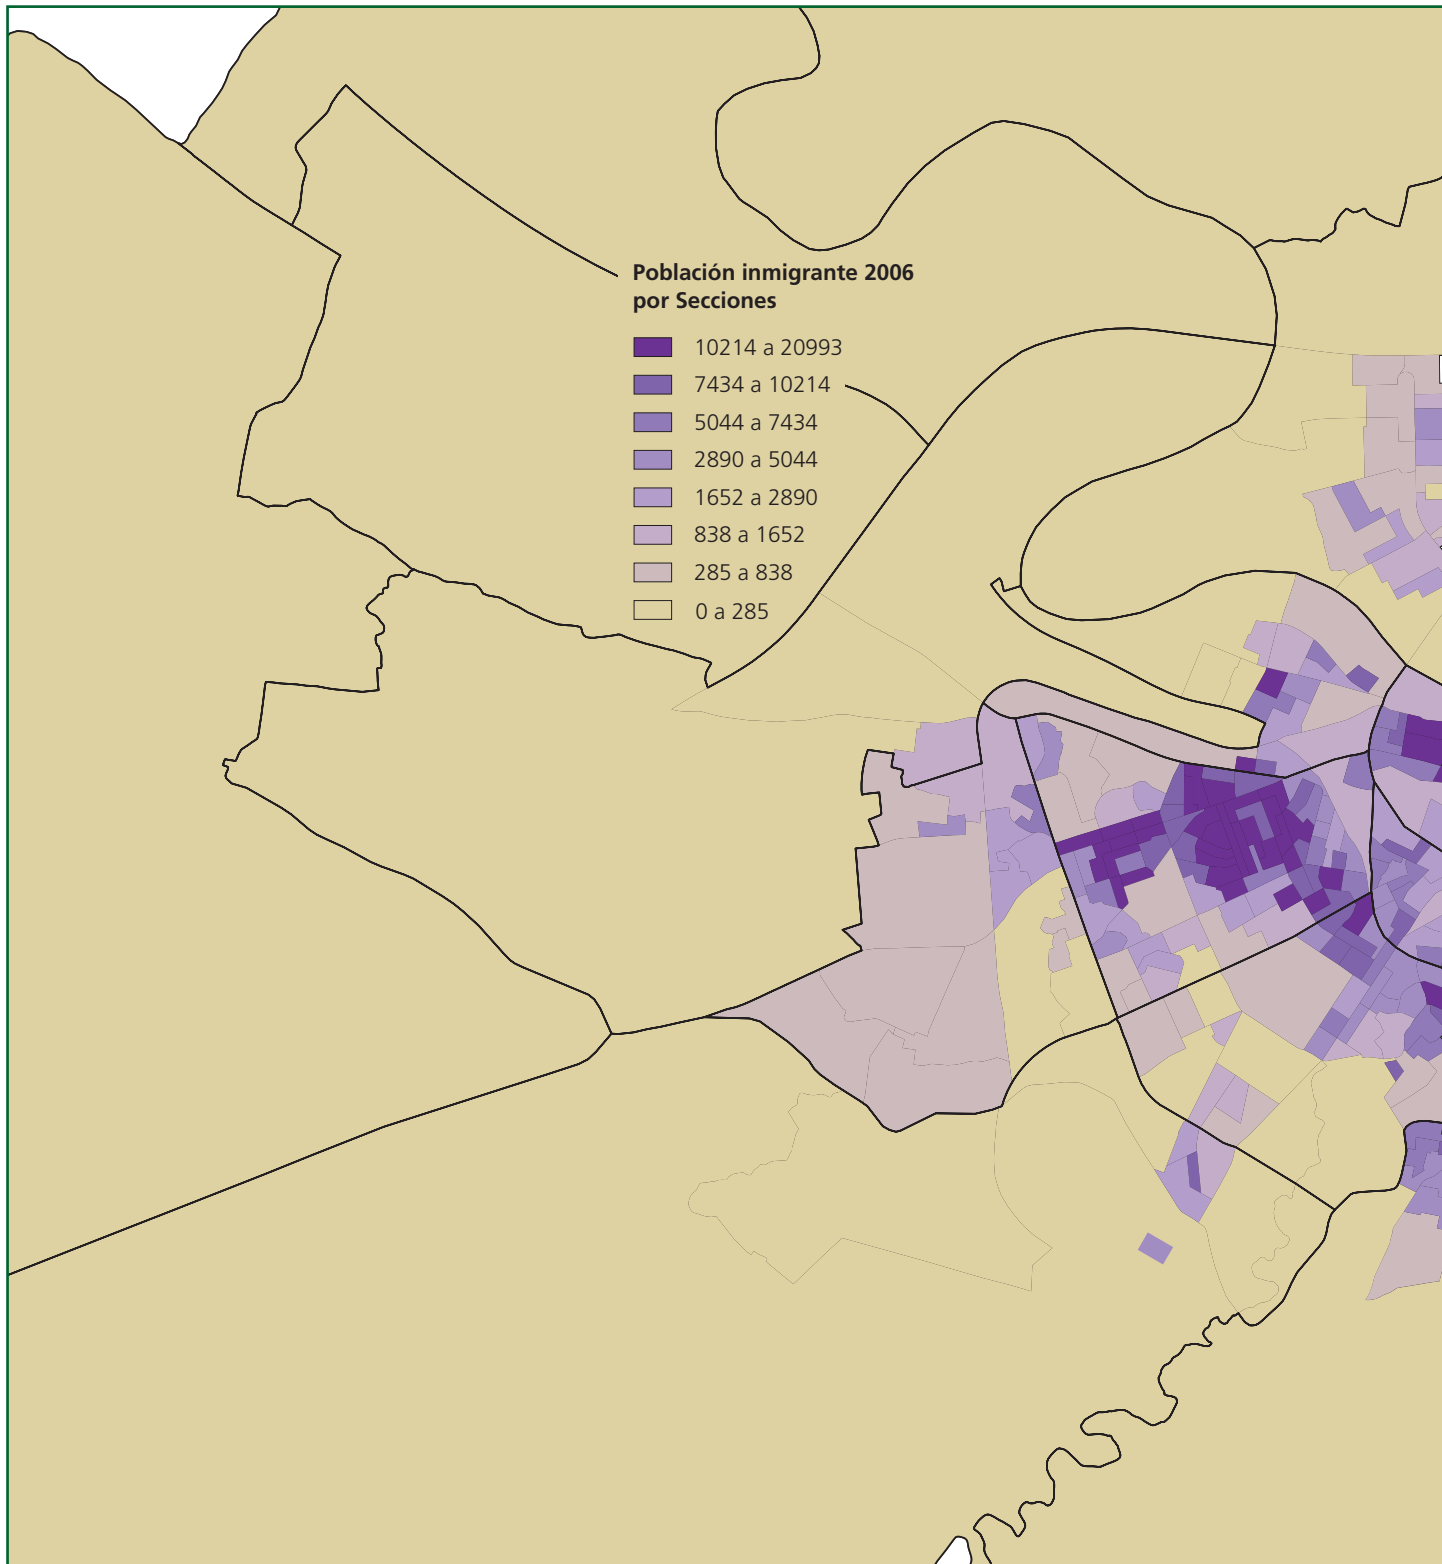 Población inmigrante 2006
por Secciones
10214 a 20993
7434 a 10214
5044 a 7434
2890 a 5044
1652 a 2890
838 a 1652
285 a 838
0 a 285